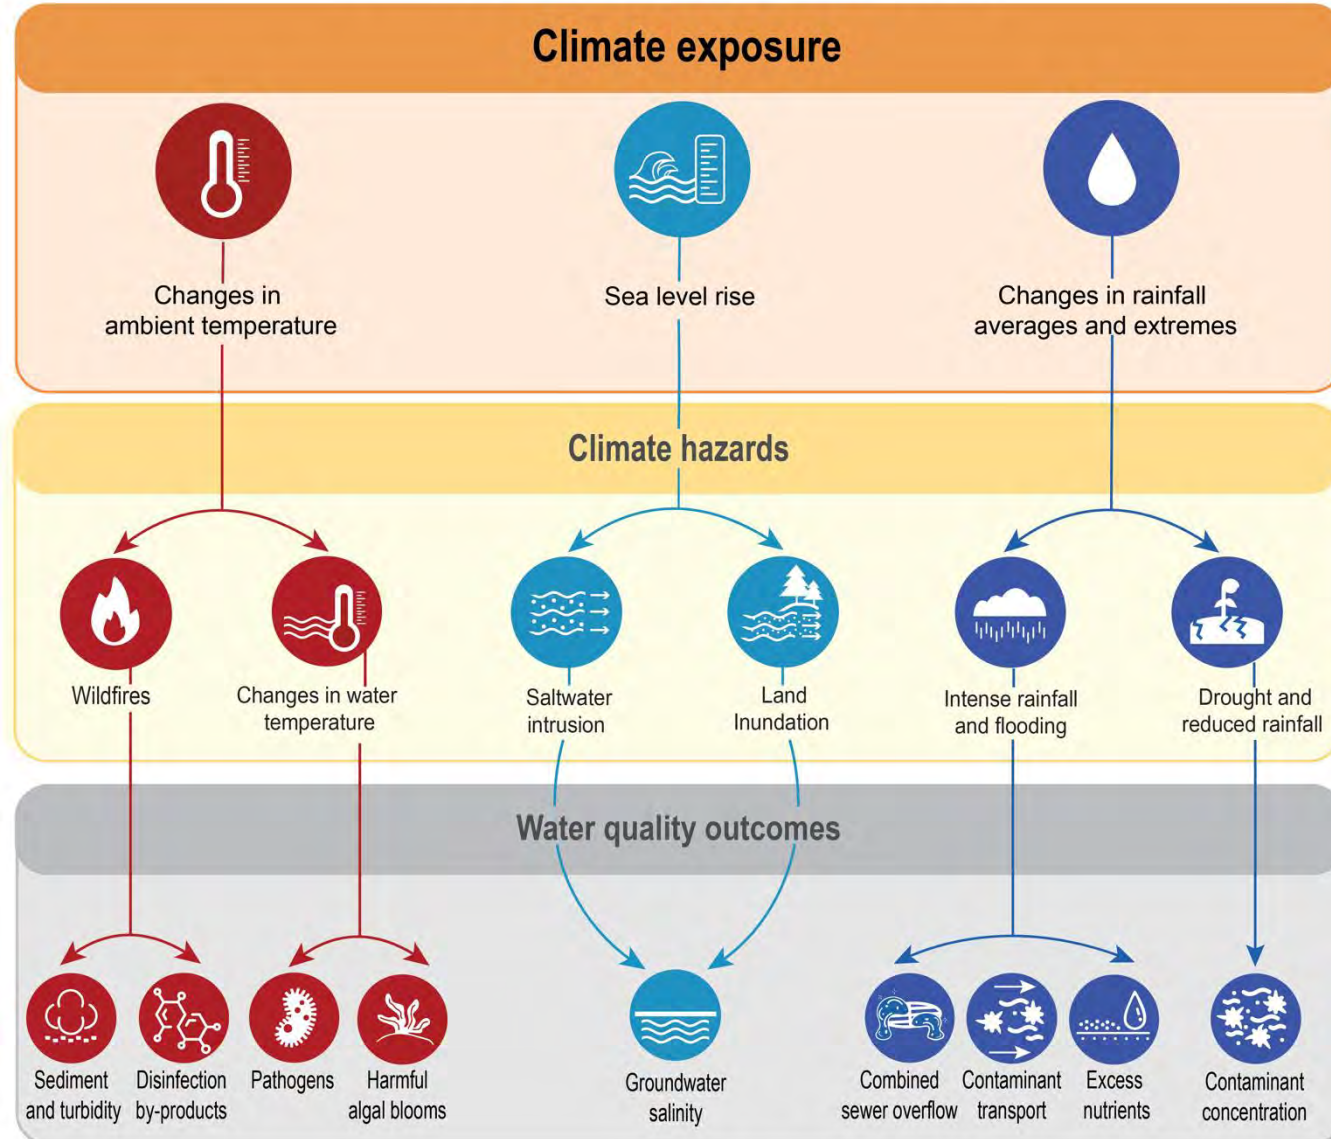 Climate exposure
Changes in
ambient temperature
Sea level rise
Changes in rainfall
averages and extremes
Climate hazards
Wildfires
Changes in water
temperature
Saltwater
intrusion
Land
Inundation
Intense rainfall
and flooding
Drought and
reduced rainfall
Water quality outcomes
Sediment
and turbidity
Disinfection
by-products
Pathogens
Harmful
algal blooms
Groundwater
salinity
Combined
sewer overflow
Contaminant
transport
Excess
nutrients
Contaminant
concentration